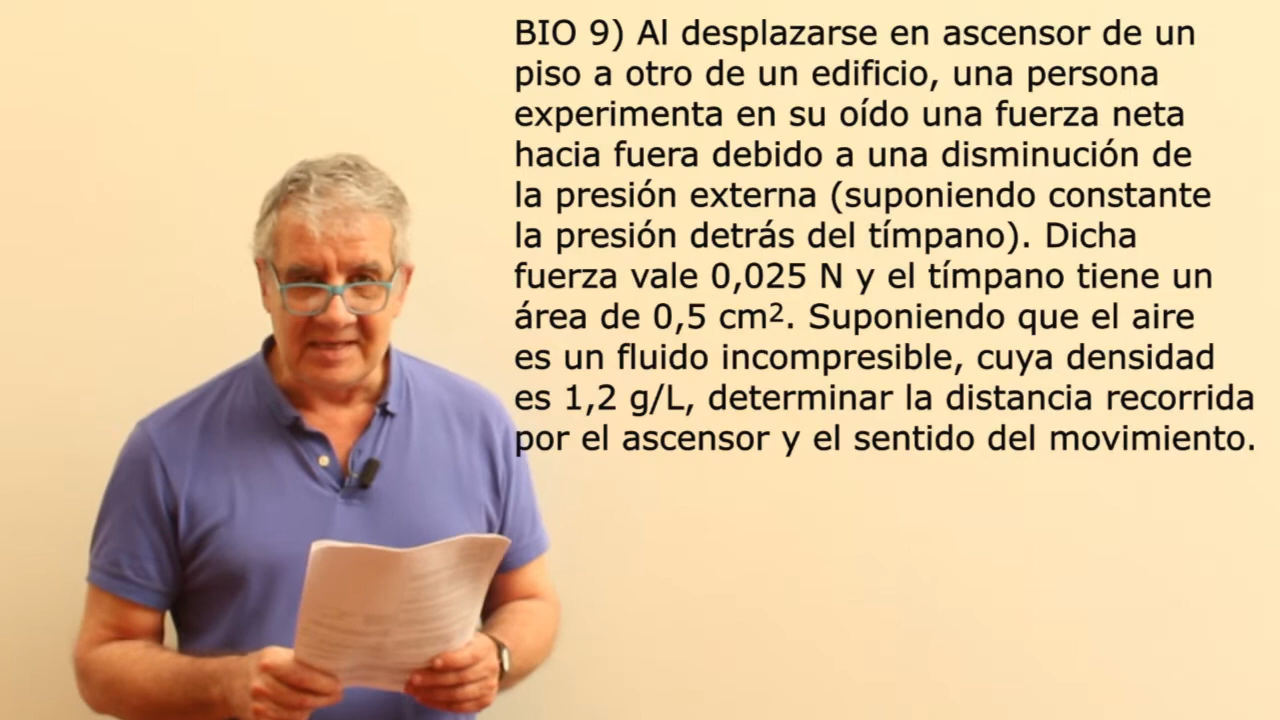 BIO 9) Al desplazarse en ascensor de un
piso a otro de un edificio, una persona
experimenta en su oído una fuerza neta
hacia fuera debido a una disminución de
la presión externa (suponiendo constante
la presión detrás del tímpano). Dicha
fuerza vale 0,025 N y el tímpano tiene un
área de 0,5 cm². Suponiendo que el aire
es un fluido incompresible, cuya densidad
es 1,2 g/L, determinar la distancia recorrida
por el ascensor y el sentido del movimiento.